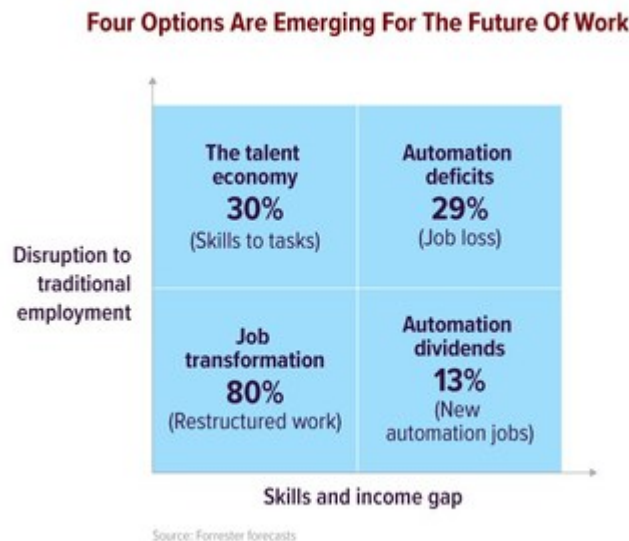 Four Options Are Emerging For The Future Of Work
Disruption to
traditional
employment
The talent
economy
30%
(Skills to tasks)
Automation
deficits
29%
(Job loss)
Job
transformation
80%
(Restructured work)
Automation
dividends
13%
(New
automation jobs)
Skills and income gap
Source: Forrester forecasts